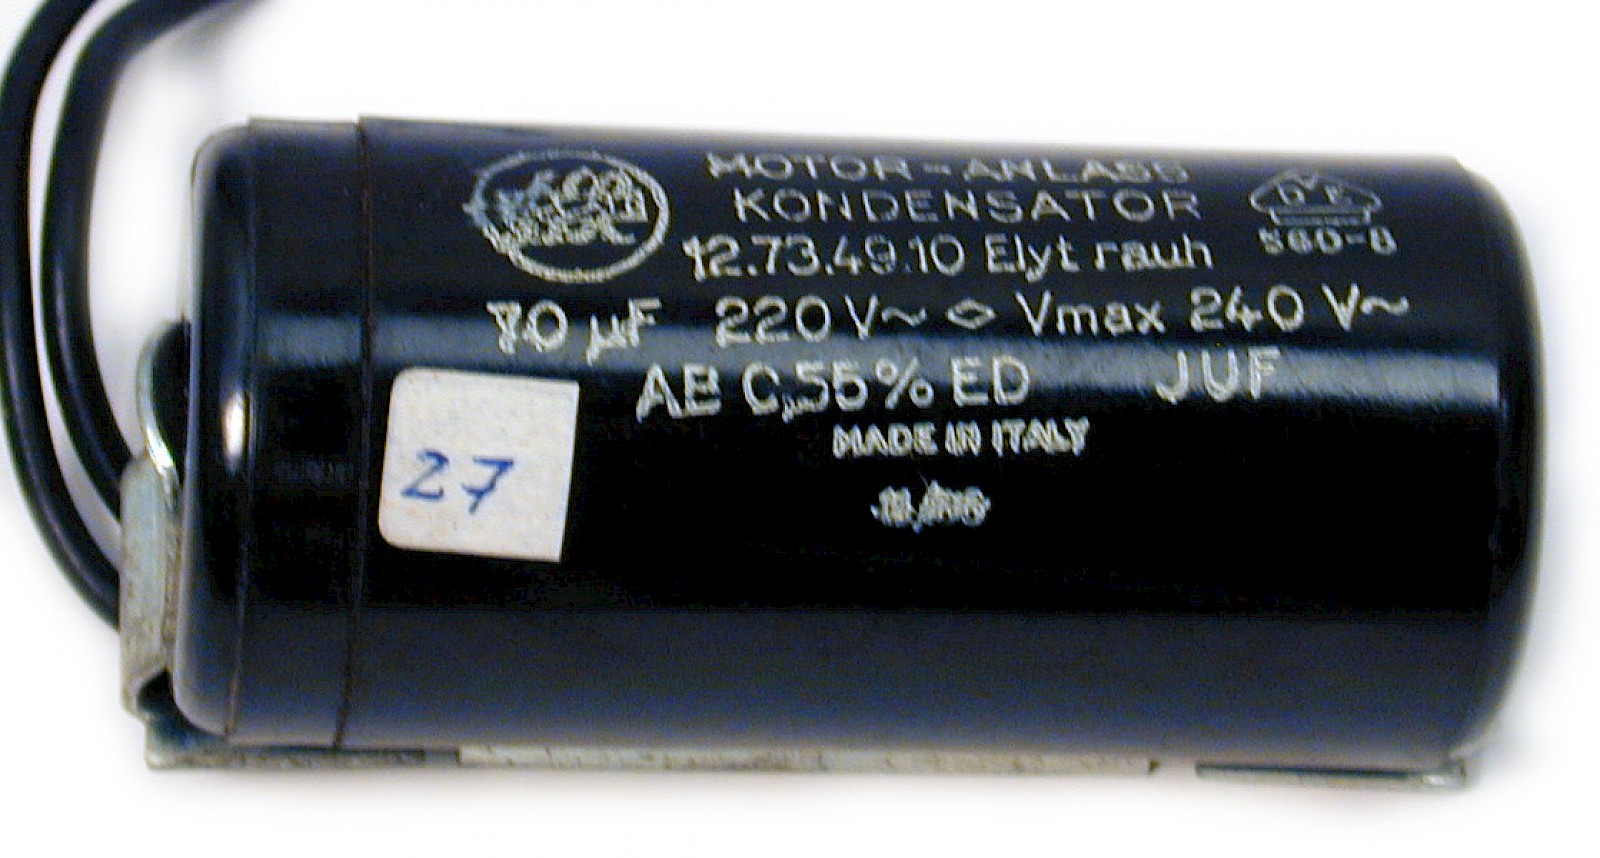 MOTOR-ANLASS
KONDENSATOR
12.73.49.10 Elyt rauh
560-8
µF 220 V~ Vmax 240 V~
AB 0,55% ED JUF
MADE IN ITALY
27